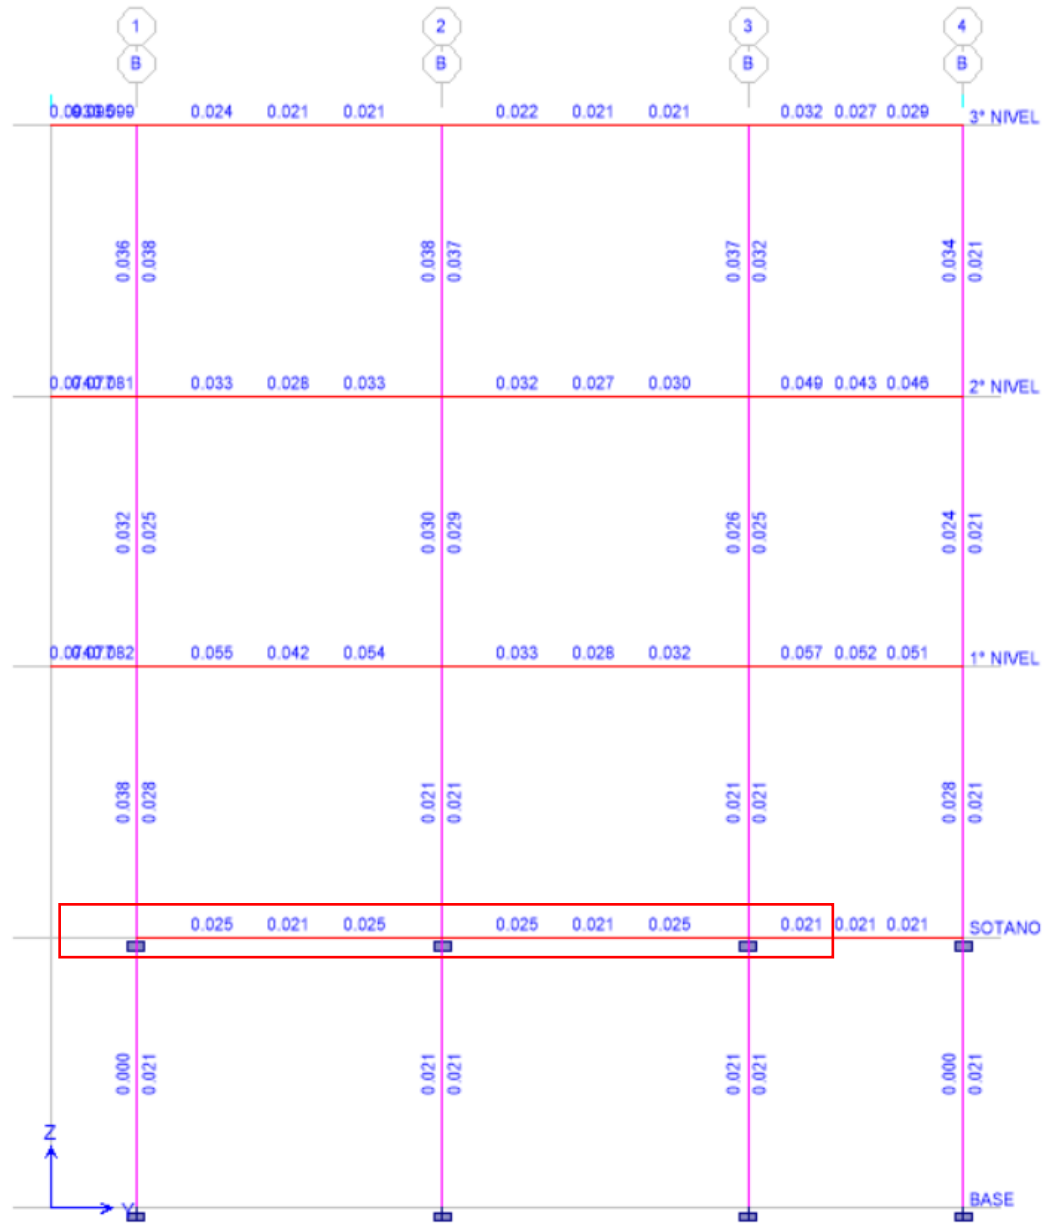 1 2 3 4
B B B B
0.024 0.021 0.021 0.022 0.021 0.021 0.032 0.027 0.029 3° NIVEL
0.036 0.038 0.038 0.037 0.037 0.032 0.034 0.021
0.033 0.028 0.033 0.032 0.027 0.030 0.049 0.043 0.046 2° NIVEL
0.032 0.025 0.030 0.029 0.026 0.025 0.024 0.021
0.055 0.042 0.054 0.033 0.028 0.032 0.057 0.052 0.051 1° NIVEL
0.038 0.028 0.021 0.021 0.021 0.021 0.028 0.021
0.025 0.021 0.025 0.025 0.021 0.025 0.021 0.021 0.021 SOTANO
0.000 0.021 0.021 0.021 0.021 0.021 0.000 0.021
Z
Y BASE